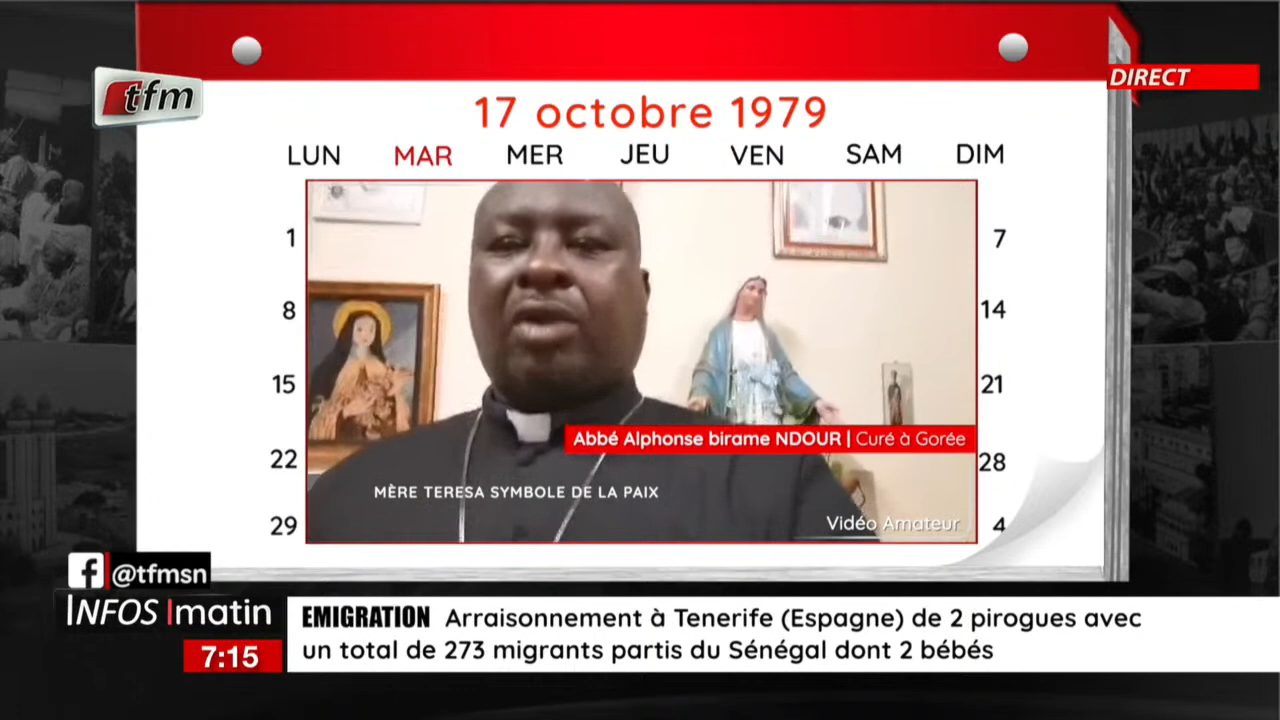 tfm
DIRECT
17 octobre 1979
LUN MAR MER JEU VEN SAM DIM
1 7
8 14
15 21
22 28
29 4
Abbé Alphonse birame NDOUR | Curé à Gorée
MÈRE TERESA SYMBOLE DE LA PAIX
Vidéo Amateur
f @tfmsn
INFOS matin
7:15
EMIGRATION Arraisonnement à Tenerife (Espagne) de 2 pirogues avec
un total de 273 migrants partis du Sénégal dont 2 bébés